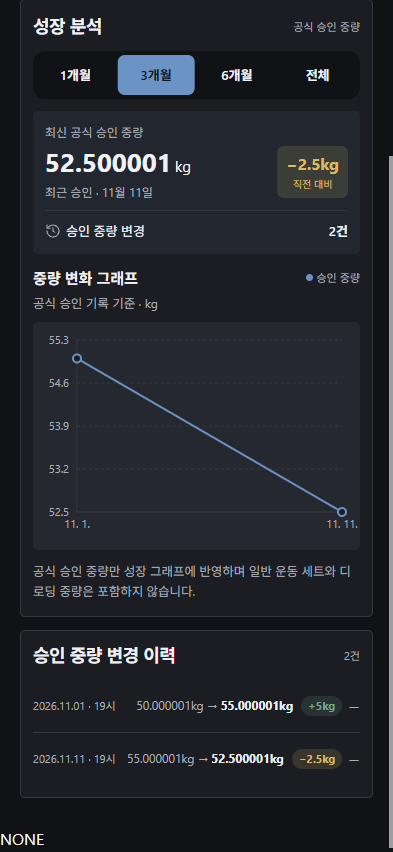 성장 분석
공식 승인 중량
1개월 3개월 6개월 전체
최신 공식 승인 중량
52.500001 kg
최근 승인 · 11월 11일
−2.5kg
직전 대비
승인 중량 변경 2건
중량 변화 그래프
승인 중량
공식 승인 기록 기준 · kg
55.3
54.6
53.9
53.2
52.5
11. 1. 11. 11.
공식 승인 중량만 성장 그래프에 반영하며 일반 운동 세트와 디
로딩 중량은 포함하지 않습니다.
승인 중량 변경 이력 2건
2026.11.01 · 19시 50.000001kg → 55.000001kg +5kg —
2026.11.11 · 19시 55.000001kg → 52.500001kg −2.5kg —
NONE